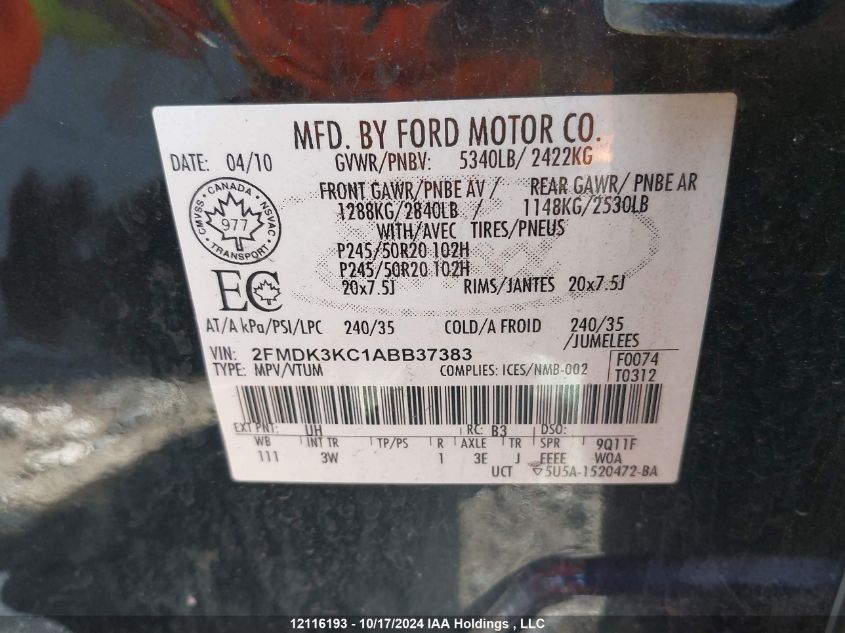 MFD. BY FORD MOTOR CO.
DATE: 04/10 GVWR/PNBV: 5340LB/ 2422KG
FRONT GAWR/PNBE AV / REAR GAWR/ PNBE AR
1288KG/2840LB / 1148KG/2530LB
WITH/AVEC TIRES/PNEUS
CANADA
CMVSS NSVAC
977
TRANSPORT
P245/50R20 102H
P245/50R20 102H
20x7.5J RIMS/JANTES 20x7.5J
EC
AT/A kPa/PSI/LPC 240/35 COLD/A FROID 240/35
/JUMELEES
VIN: 2FMDK3KC1ABB37383
TYPE: MPV/VTUM COMPLIES: ICES/NMB-002
F0074
T0312
EXT PNT: UH RC: B3 DSO:
WB INT TR TP/PS R AXLE TR SPR 9Q11F
111 3W 1 3E J EEEE W0A
UCT ▽5U5A-1520472-BA
12116193 - 10/17/2024 IAA Holdings , LLC